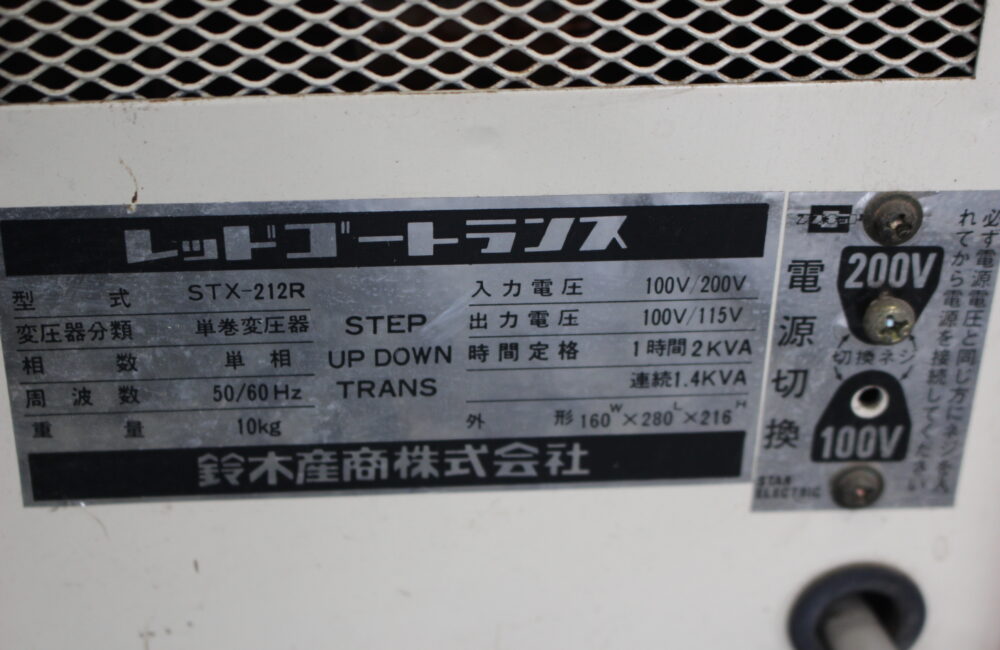 レッドゴートランス
型式 STX-212R
変圧器分類 単巻変圧器
相数 単相
周波数 50/60Hz
重量 10kg
STEP
UP DOWN
TRANS
入力電圧 100V/200V
出力電圧 100V/115V
時間定格 1時間2KVA
連続1.4KVA
外形 160ᵂ×280ᴸ×216ᴴ
鈴木産商株式会社
電源切換
200V
切換ネジ
100V
STAR
ELECTRIC
必ず電源電圧と同じ方にネジを入
れてから電源を接続してください